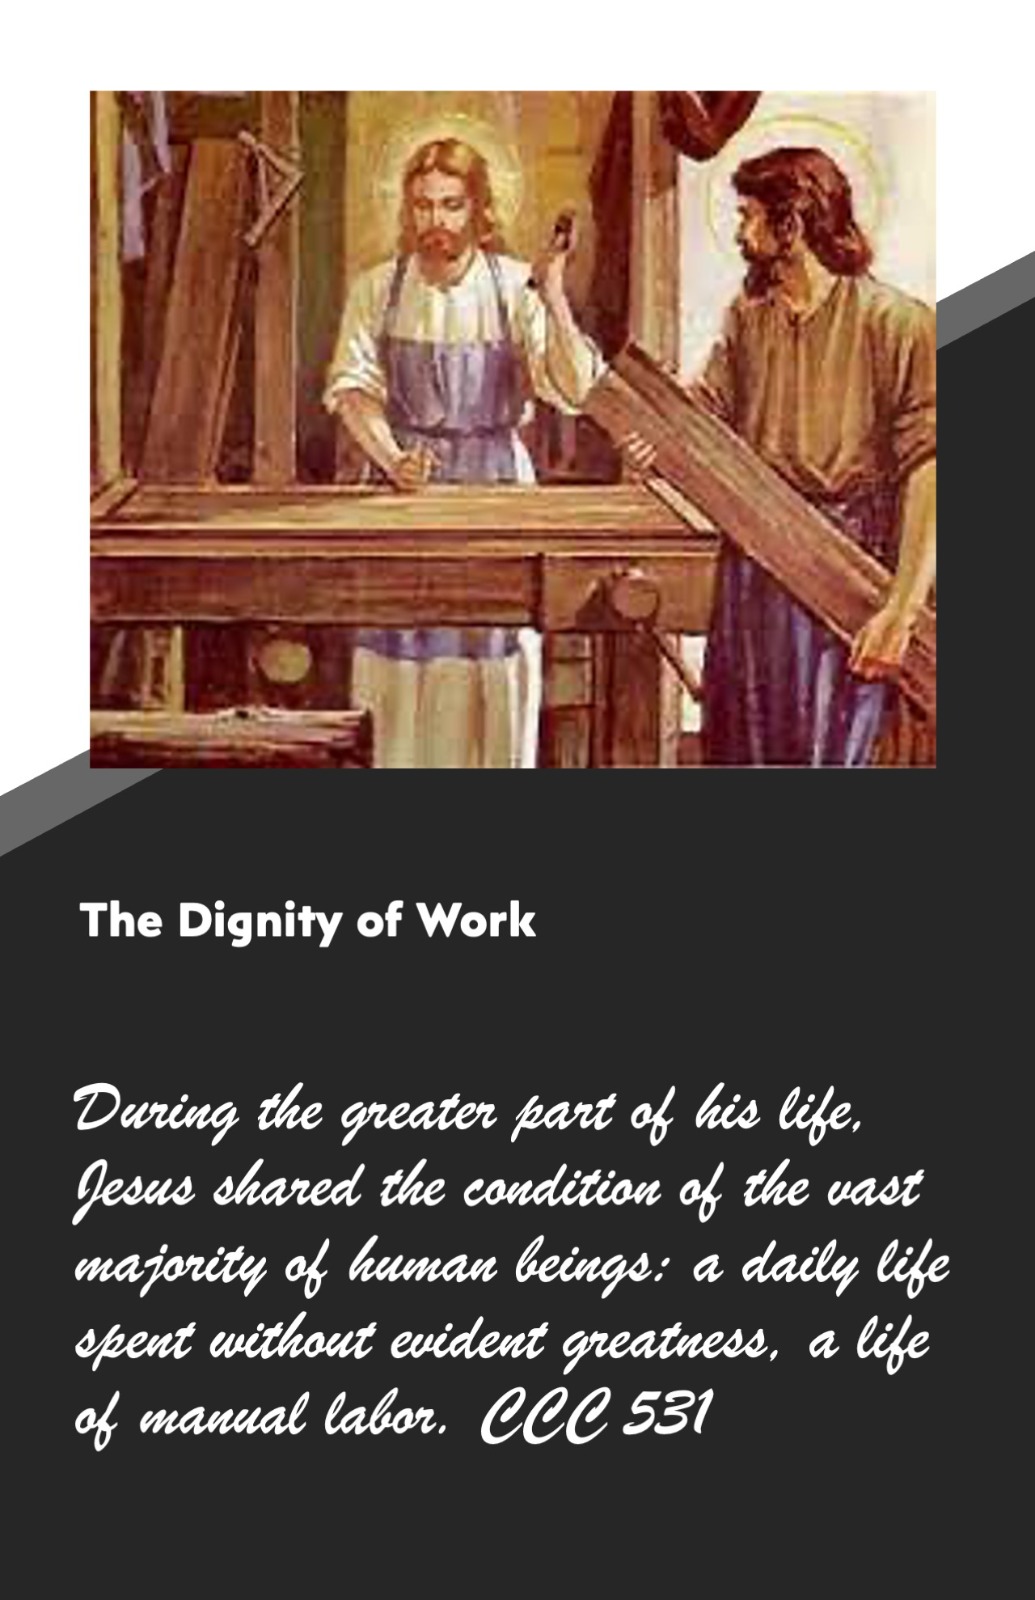 The Dignity of Work
During the greater part of his life,
Jesus shared the condition of the vast
majority of human beings: a daily life
spent without evident greatness, a life
of manual labor. CCC 531